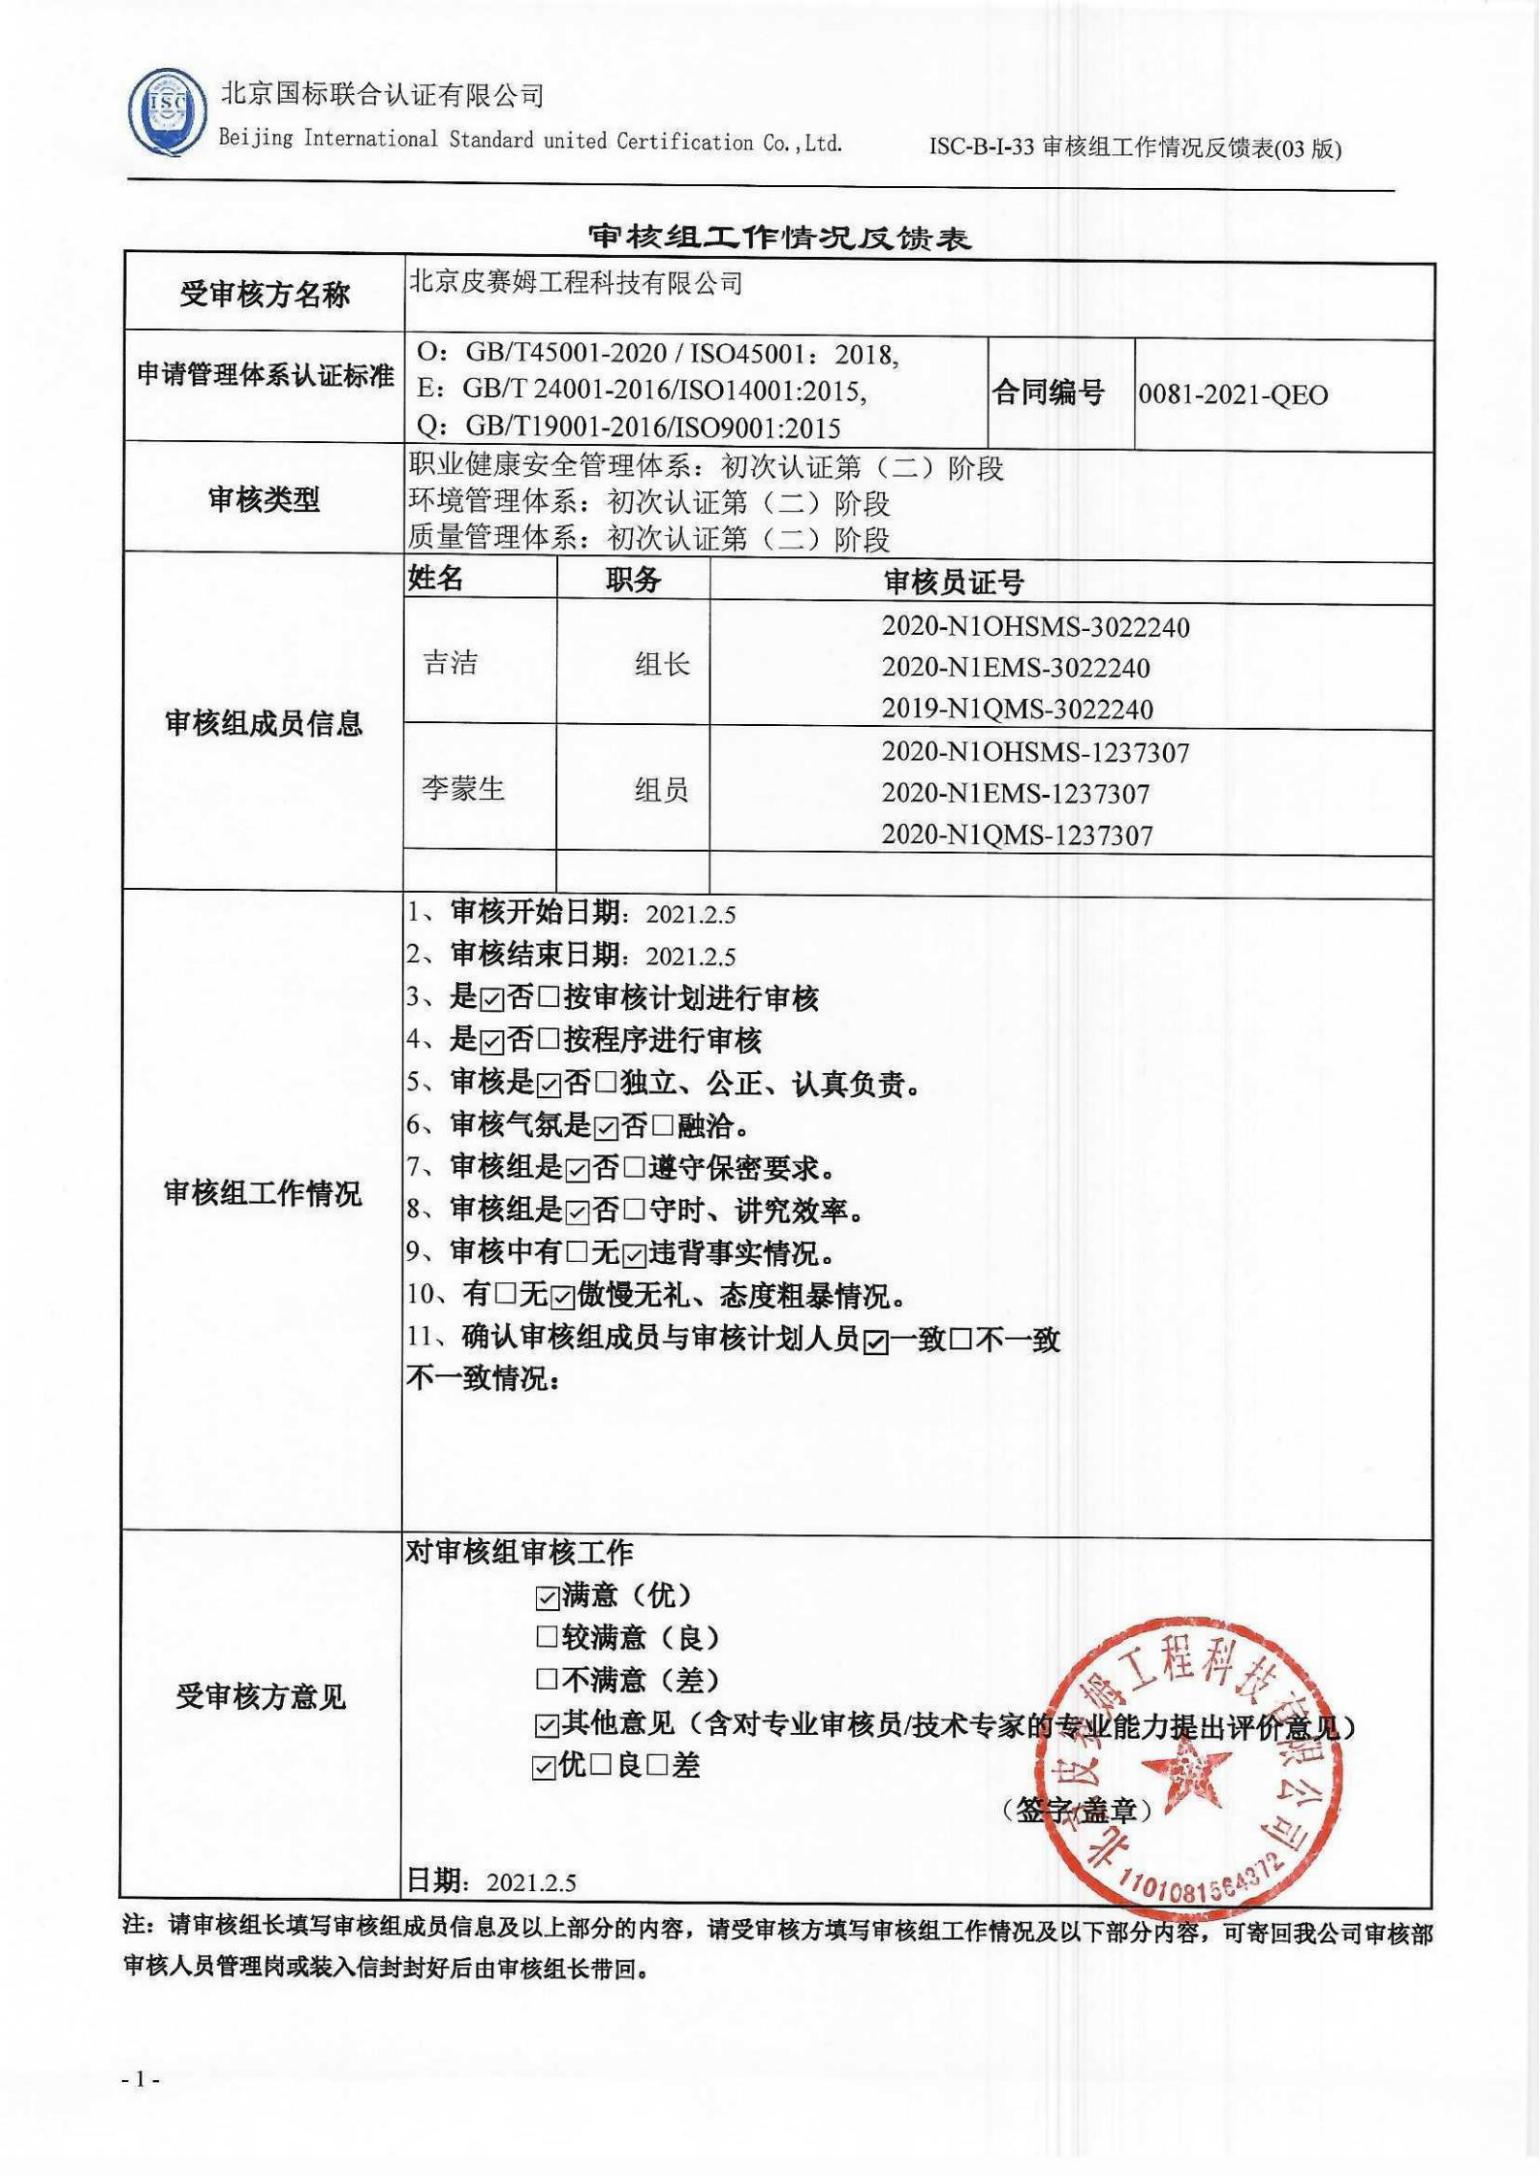 ISC
北京国标联合认证有限公司
Beijing International Standard united Certification Co.,Ltd.
ISC-B-I-33 审核组工作情况反馈表(03 版)
审核组工作情况反馈表
受审核方名称
北京皮赛姆工程科技有限公司
申请管理体系认证标准
O：GB/T45001-2020 / ISO45001：2018,
E：GB/T 24001-2016/ISO14001:2015,
Q：GB/T19001-2016/ISO9001:2015
合同编号
0081-2021-QEO
审核类型
职业健康安全管理体系：初次认证第（二）阶段
环境管理体系：初次认证第（二）阶段
质量管理体系：初次认证第（二）阶段
审核组成员信息
姓名 职务 审核员证号
吉洁 组长
2020-N1OHSMS-3022240
2020-N1EMS-3022240
2019-N1QMS-3022240
李蒙生 组员
2020-N1OHSMS-1237307
2020-N1EMS-1237307
2020-N1QMS-1237307
审核组工作情况
1、审核开始日期：2021.2.5
2、审核结束日期：2021.2.5
3、是☑否☐按审核计划进行审核
4、是☑否☐按程序进行审核
5、审核是☑否☐独立、公正、认真负责。
6、审核气氛是☑否☐融洽。
7、审核组是☑否☐遵守保密要求。
8、审核组是☑否☐守时、讲究效率。
9、审核中有☐无☑违背事实情况。
10、有☐无☑傲慢无礼、态度粗暴情况。
11、确认审核组成员与审核计划人员☑一致☐不一致
不一致情况：
受审核方意见
对审核组审核工作
☑满意（优）
☐较满意（良）
☐不满意（差）
☑其他意见（含对专业审核员/技术专家的专业能力提出评价意见）
☑优☐良☐差
（签字/盖章）
日期：2021.2.5
北京皮赛姆工程科技有限公司
1101081564372
注：请审核组长填写审核组成员信息及以上部分的内容，请受审核方填写审核组工作情况及以下部分内容，可寄回我公司审核部
审核人员管理岗或装入信封封好后由审核组长带回。
- 1 -